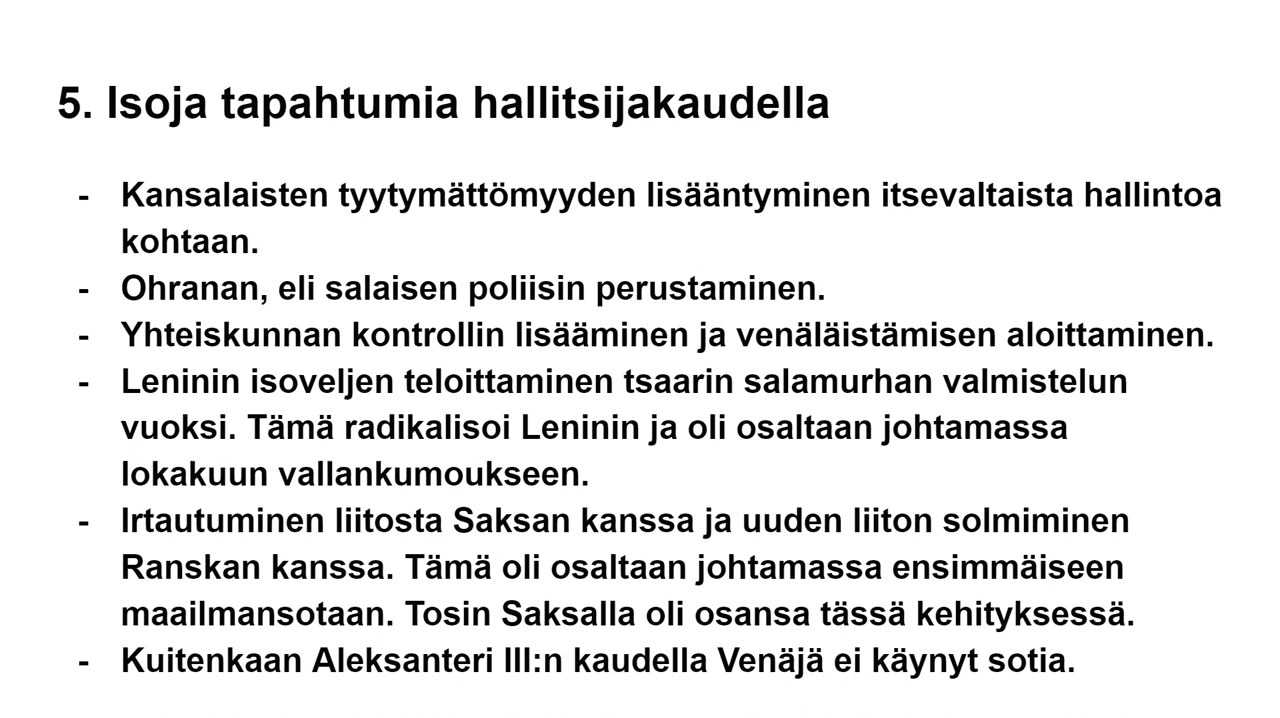 5. Isoja tapahtumia hallitsijakaudella
- Kansalaisten tyytymättömyyden lisääntyminen itsevaltaista hallintoa
kohtaan.
- Ohranan, eli salaisen poliisin perustaminen.
- Yhteiskunnan kontrollin lisääminen ja venäläistämisen aloittaminen.
- Leninin isoveljen teloittaminen tsaarin salamurhan valmistelun
vuoksi. Tämä radikalisoi Leninin ja oli osaltaan johtamassa
lokakuun vallankumoukseen.
- Irtautuminen liitosta Saksan kanssa ja uuden liiton solmiminen
Ranskan kanssa. Tämä oli osaltaan johtamassa ensimmäiseen
maailmansotaan. Tosin Saksalla oli osansa tässä kehityksessä.
- Kuitenkaan Aleksanteri III:n kaudella Venäjä ei käynyt sotia.